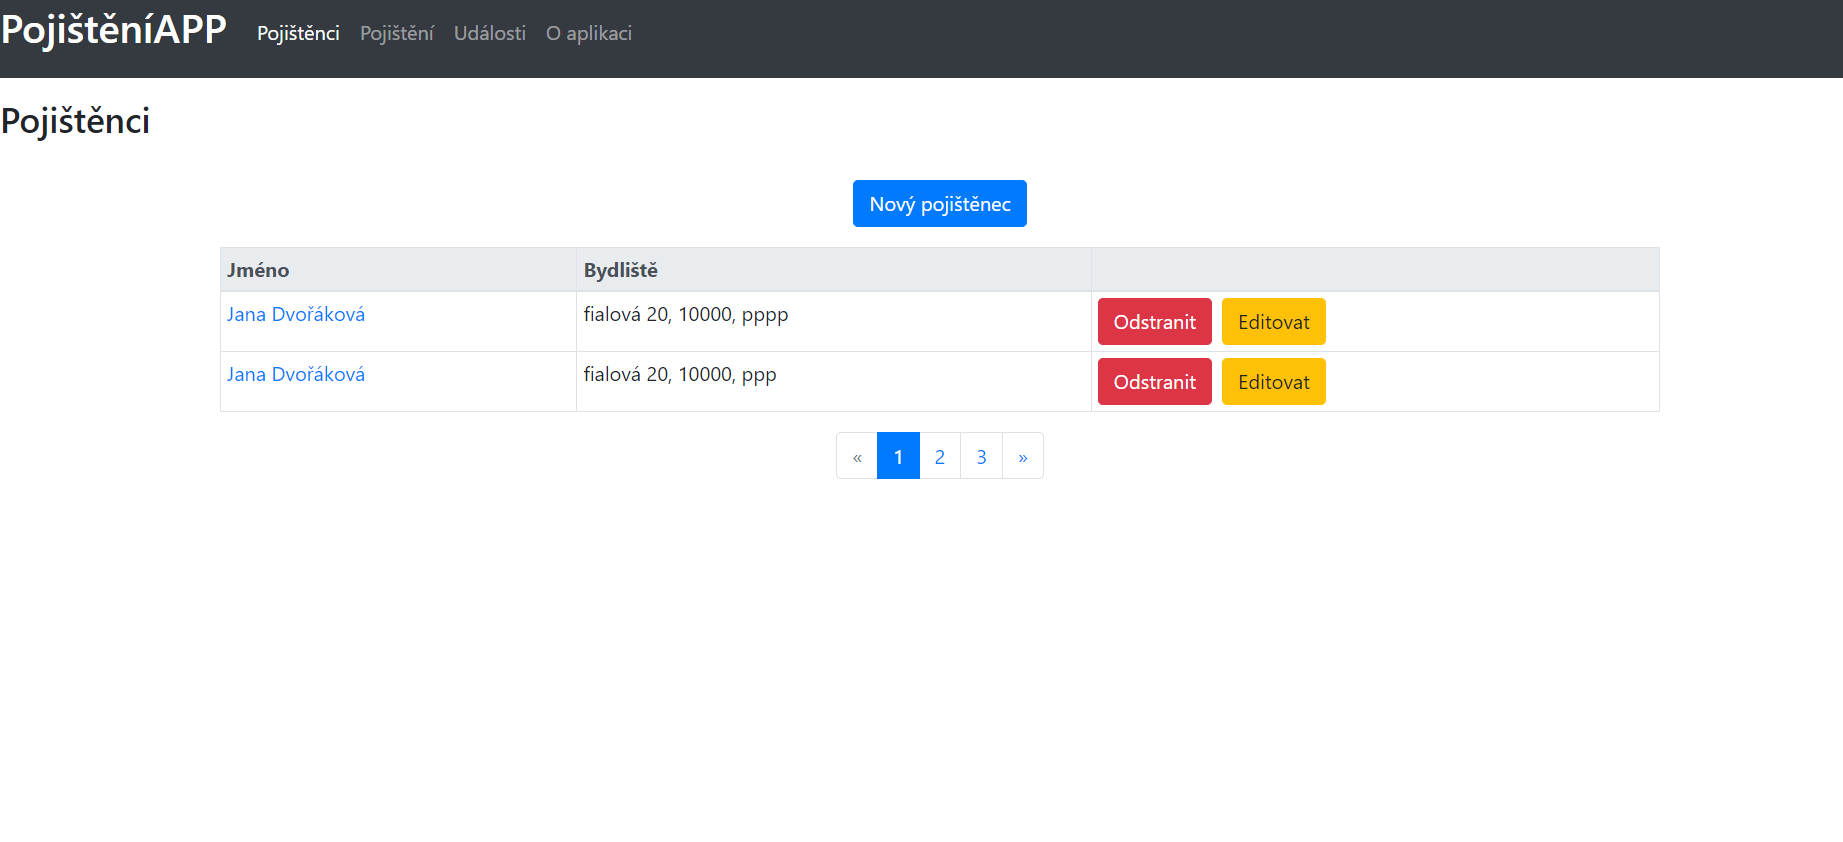 PojištěníAPP Pojištěnci Pojištění Události O aplikaci
Pojištěnci
Nový pojištěnec
Jméno Bydliště
Jana Dvořáková fialová 20, 10000, pppp Odstranit Editovat
Jana Dvořáková fialová 20, 10000, ppp Odstranit Editovat
« 1 2 3 »